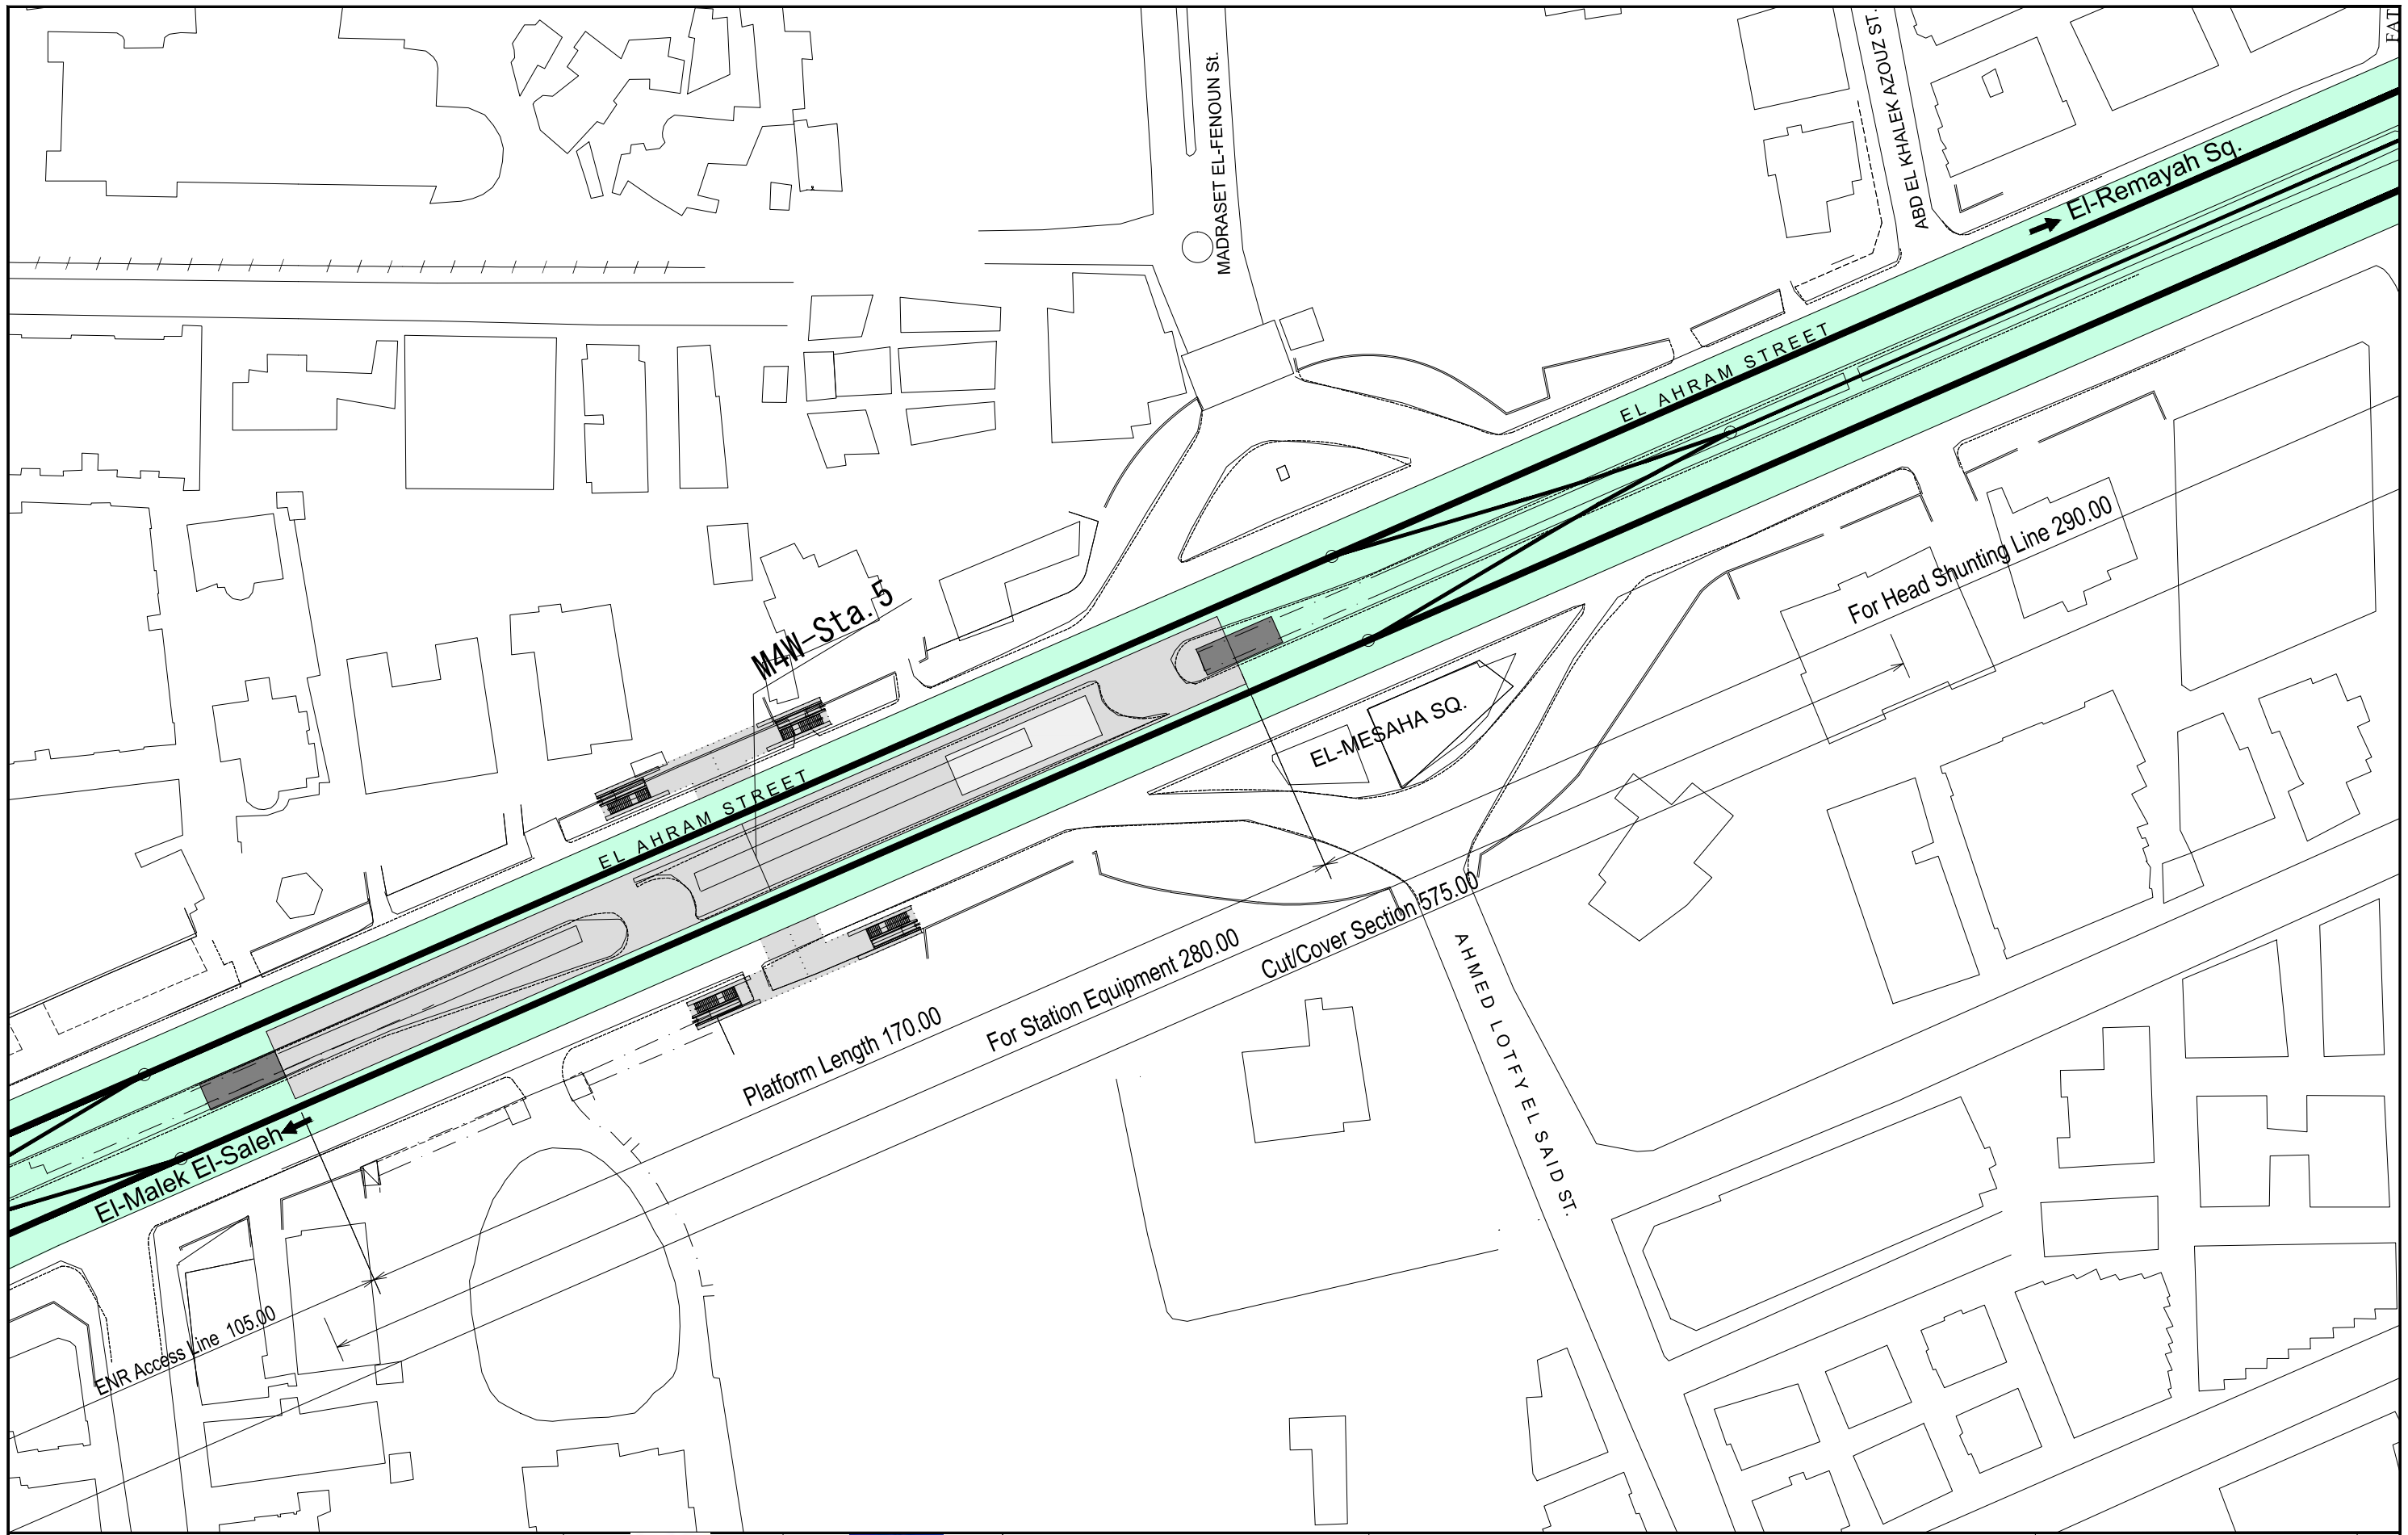 MADRASET EL-FENOUN St.
ABD EL KHALEK AZOUZ ST.
El-Remayah Sq.
EL AHRAM STREET
For Head Shunting Line 290.00
M4W-Sta.5
EL-MESAHA SQ.
EL AHRAM STREET
Cut/Cover Section 575.00
For Station Equipment 280.00
Platform Length 170.00
AHMED LOTFY EL SAID ST.
El-Malek El-Saleh
ENR Access Line 105.00